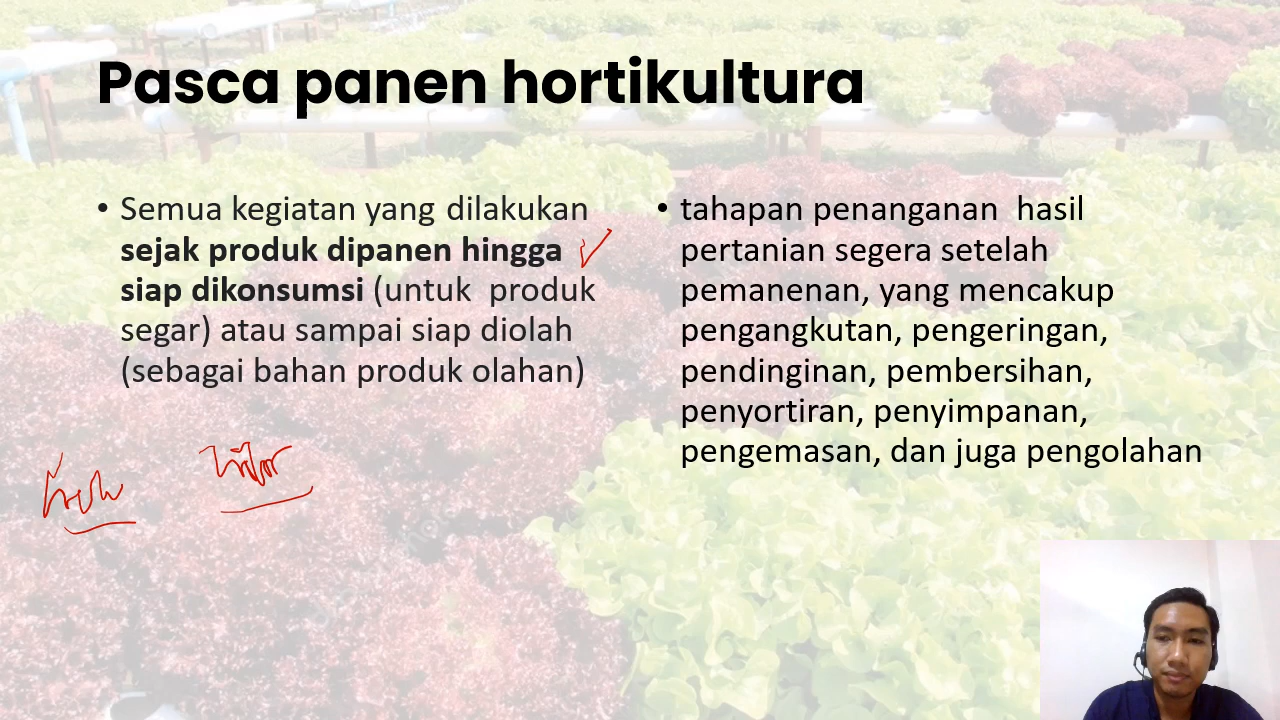 Pasca panen hortikultura
• Semua kegiatan yang dilakukan
sejak produk dipanen hingga
siap dikonsumsi (untuk produk
segar) atau sampai siap diolah
(sebagai bahan produk olahan)
• tahapan penanganan hasil
pertanian segera setelah
pemanenan, yang mencakup
pengangkutan, pengeringan,
pendinginan, pembersihan,
penyortiran, penyimpanan,
pengemasan, dan juga pengolahan